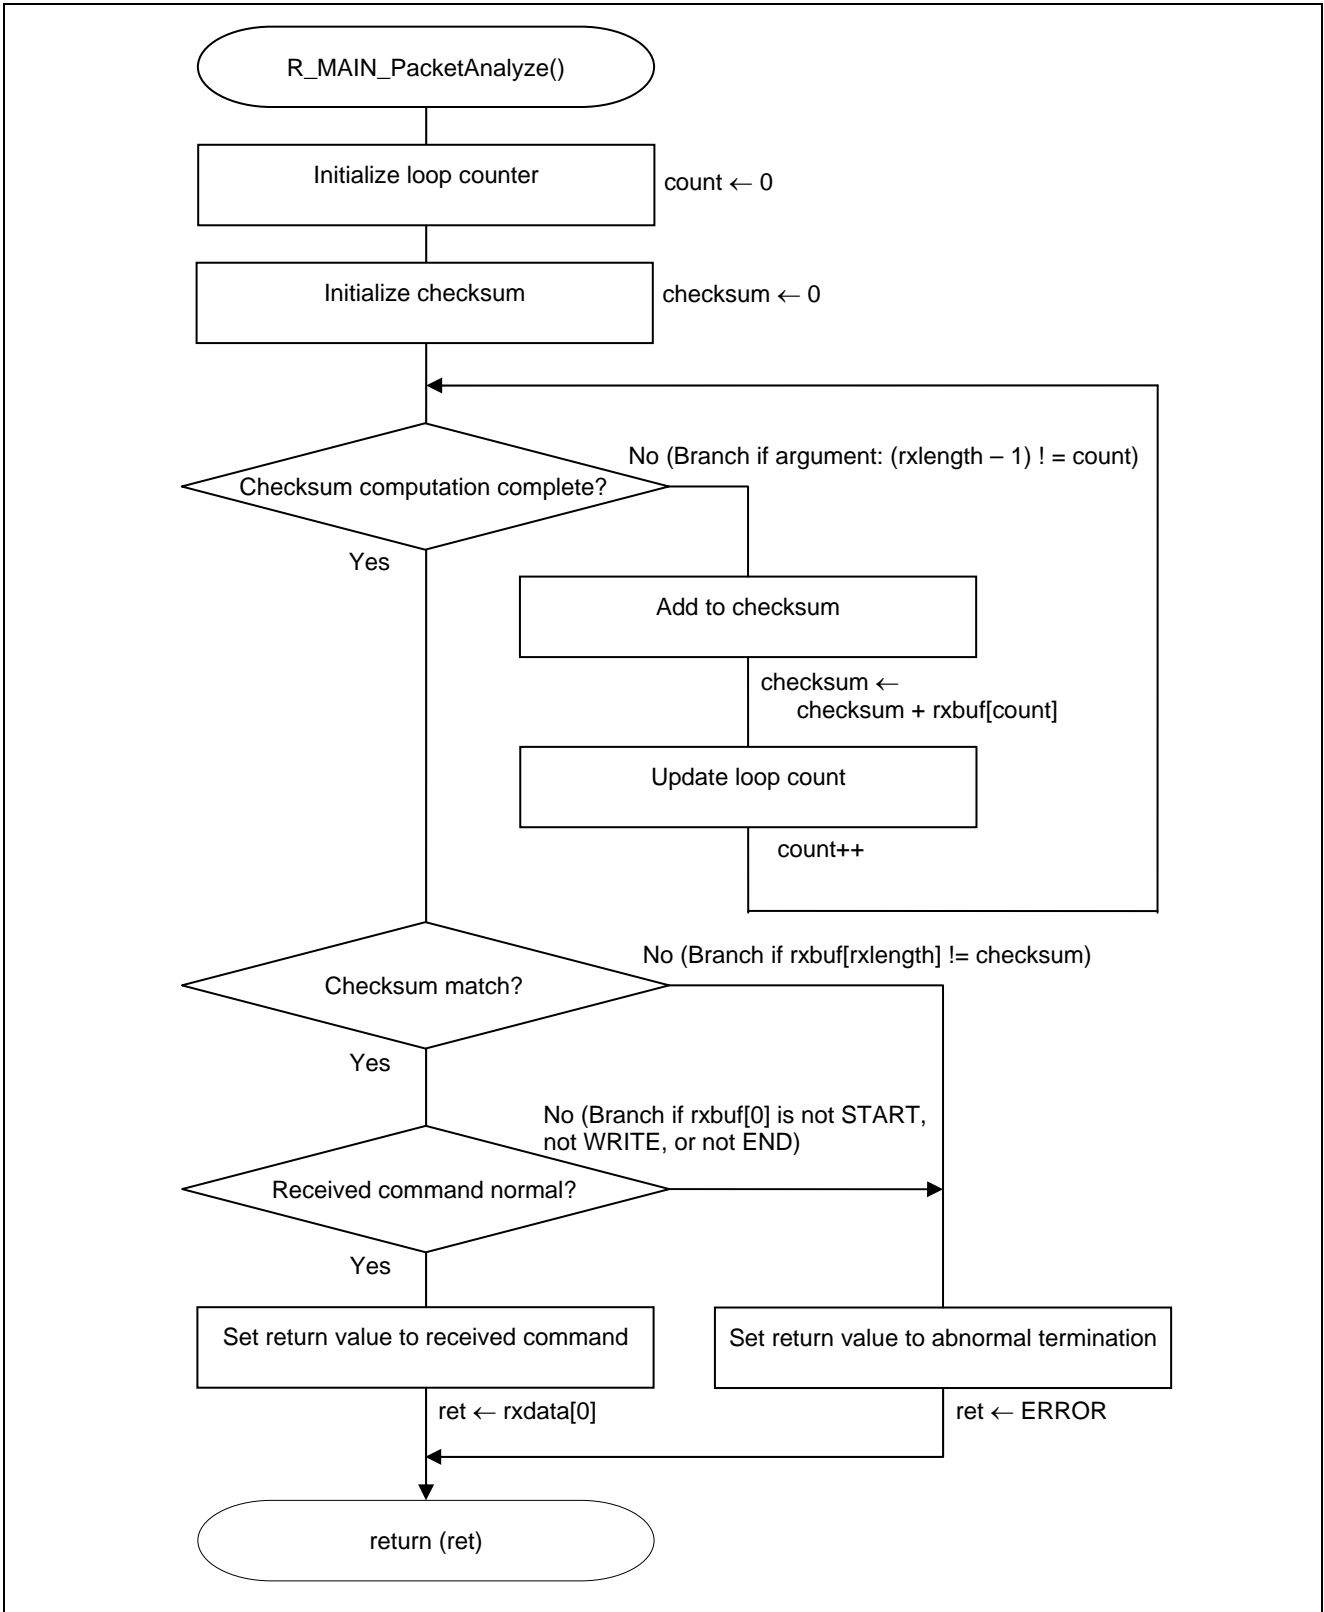 R_MAIN_PacketAnalyze()
Initialize loop counter
count ← 0
Initialize checksum
checksum ← 0
No (Branch if argument: (rxlength – 1) ! = count)
Checksum computation complete?
Yes
Add to checksum
checksum ←
checksum + rxbuf[count]
Update loop count
count++
No (Branch if rxbuf[rxlength] != checksum)
Checksum match?
Yes
No (Branch if rxbuf[0] is not START,
not WRITE, or not END)
Received command normal?
Yes
Set return value to received command
Set return value to abnormal termination
ret ← rxdata[0]
ret ← ERROR
return (ret)